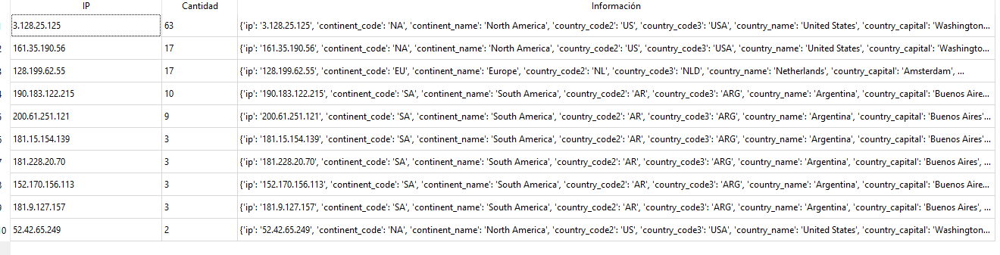 IP Cantidad Información
3.128.25.125 63 {'ip': '3.128.25.125', 'continent_code': 'NA', 'continent_name': 'North America', 'country_code2': 'US', 'country_code3': 'USA', 'country_name': 'United States', 'country_capital': 'Washington...
2 161.35.190.56 17 {'ip': '161.35.190.56', 'continent_code': 'NA', 'continent_name': 'North America', 'country_code2': 'US', 'country_code3': 'USA', 'country_name': 'United States', 'country_capital': 'Washingto...
3 128.199.62.55 17 {'ip': '128.199.62.55', 'continent_code': 'EU', 'continent_name': 'Europe', 'country_code2': 'NL', 'country_code3': 'NLD', 'country_name': 'Netherlands', 'country_capital': 'Amsterdam', ...
4 190.183.122.215 10 {'ip': '190.183.122.215', 'continent_code': 'SA', 'continent_name': 'South America', 'country_code2': 'AR', 'country_code3': 'ARG', 'country_name': 'Argentina', 'country_capital': 'Buenos Aire...
5 200.61.251.121 9 {'ip': '200.61.251.121', 'continent_code': 'SA', 'continent_name': 'South America', 'country_code2': 'AR', 'country_code3': 'ARG', 'country_name': 'Argentina', 'country_capital': 'Buenos Aires'...
6 181.15.154.139 3 {'ip': '181.15.154.139', 'continent_code': 'SA', 'continent_name': 'South America', 'country_code2': 'AR', 'country_code3': 'ARG', 'country_name': 'Argentina', 'country_capital': 'Buenos Aires'...
7 181.228.20.70 3 {'ip': '181.228.20.70', 'continent_code': 'SA', 'continent_name': 'South America', 'country_code2': 'AR', 'country_code3': 'ARG', 'country_name': 'Argentina', 'country_capital': 'Buenos Aires', ...
8 152.170.156.113 3 {'ip': '152.170.156.113', 'continent_code': 'SA', 'continent_name': 'South America', 'country_code2': 'AR', 'country_code3': 'ARG', 'country_name': 'Argentina', 'country_capital': 'Buenos Aire...
9 181.9.127.157 3 {'ip': '181.9.127.157', 'continent_code': 'SA', 'continent_name': 'South America', 'country_code2': 'AR', 'country_code3': 'ARG', 'country_name': 'Argentina', 'country_capital': 'Buenos Aires', ...
10 52.42.65.249 2 {'ip': '52.42.65.249', 'continent_code': 'NA', 'continent_name': 'North America', 'country_code2': 'US', 'country_code3': 'USA', 'country_name': 'United States', 'country_capital': 'Washington...